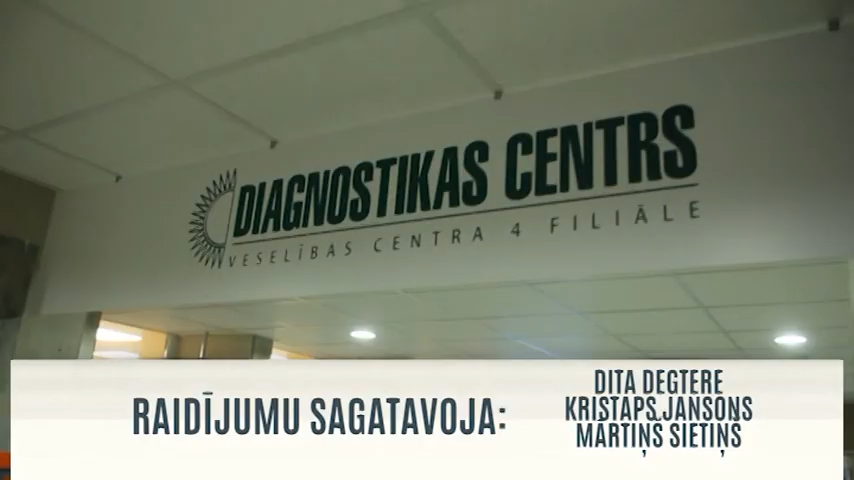 DIAGNOSTIKAS CENTRS
VESELĪBAS CENTRA 4 FILIĀLE
RAIDĪJUMU SAGATAVOJA:
DITA DEGTERE
KRISTAPS JANSONS
MĀRTIŅŠ SIETIŅŠ